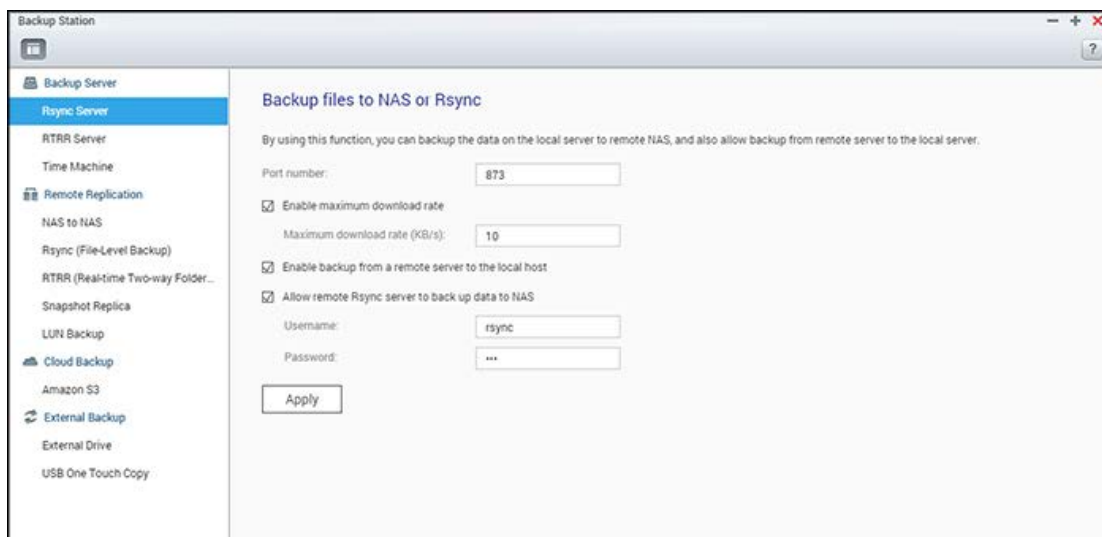 Backup Station
?
Backup Server
Rsync Server
RTRR Server
Time Machine
Remote Replication
NAS to NAS
Rsync (File-Level Backup)
RTRR (Real-time Two-way Folder...
Snapshot Replica
LUN Backup
Cloud Backup
Amazon S3
External Backup
External Drive
USB One Touch Copy
Backup files to NAS or Rsync
By using this function, you can backup the data on the local server to remote NAS, and also allow backup from remote server to the local server.
Port number: 873
Enable maximum download rate
Maximum download rate (KB/s): 10
Enable backup from a remote server to the local host
Allow remote Rsync server to back up data to NAS
Username: rsync
Password: •••
Apply